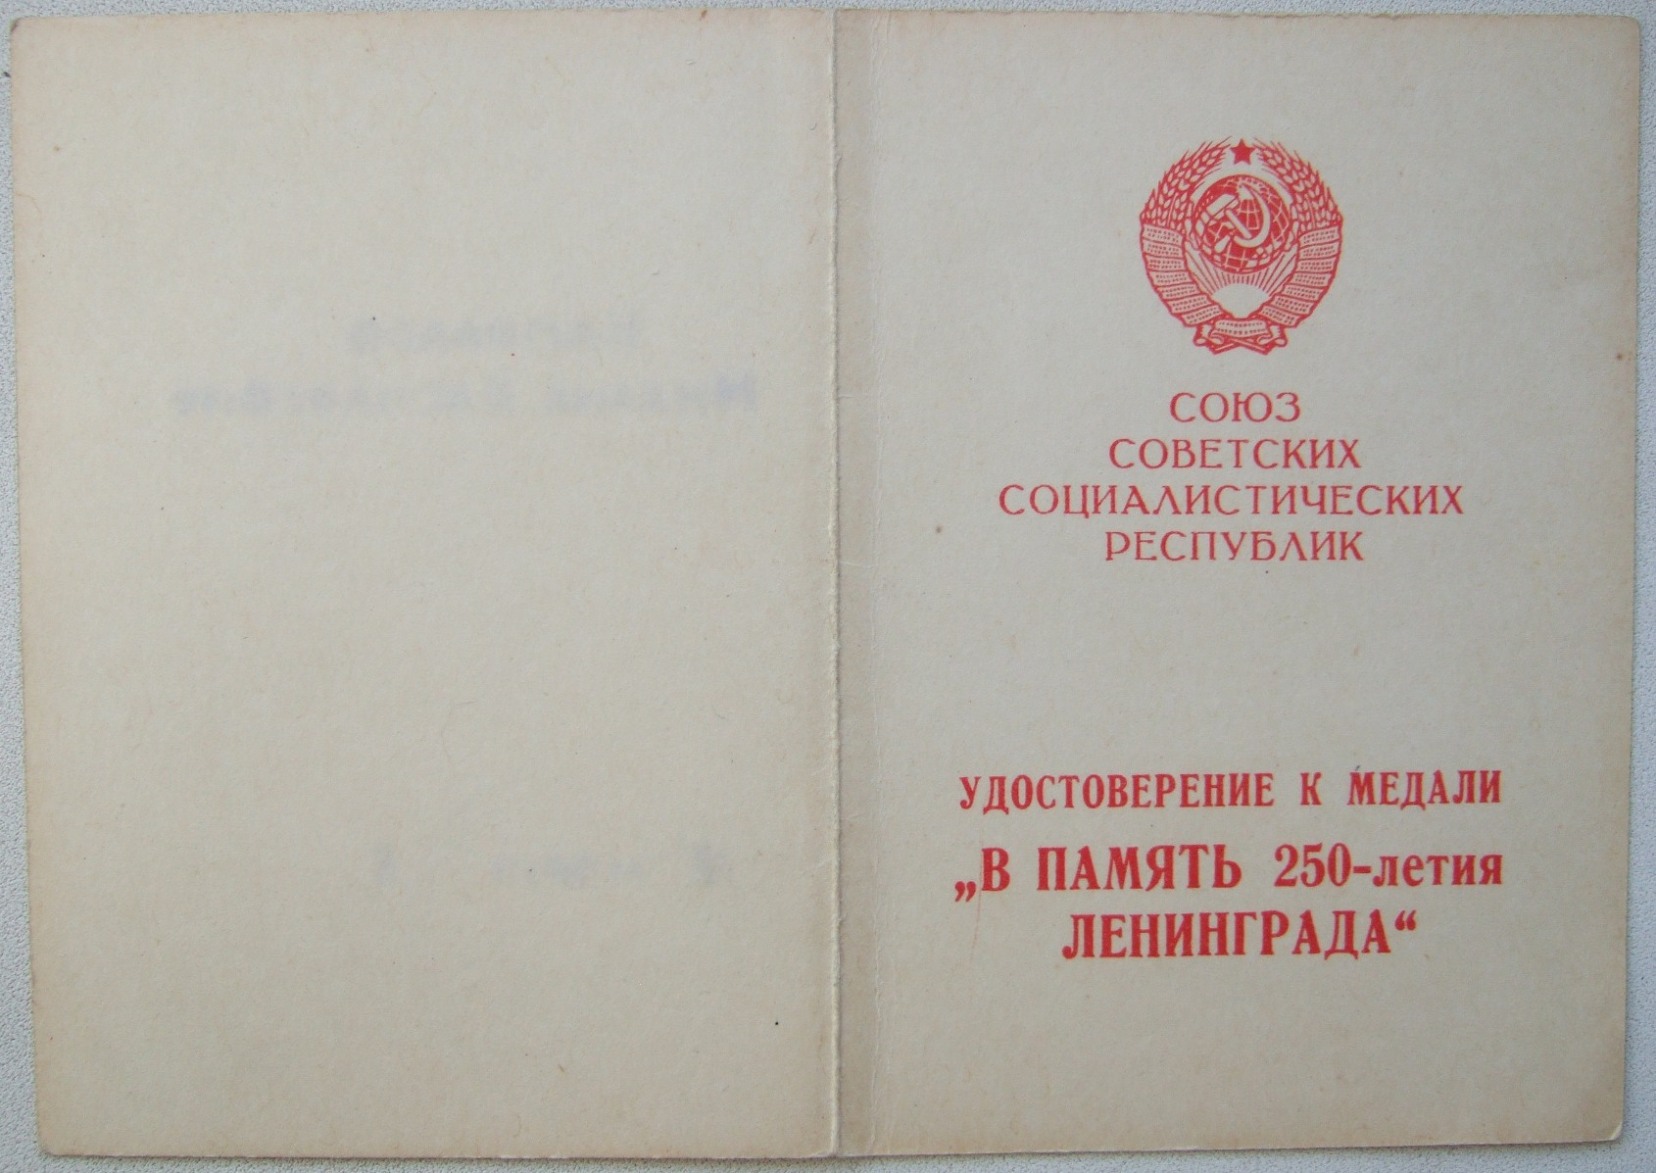 СОЮЗ
СОВЕТСКИХ
СОЦИАЛИСТИЧЕСКИХ
РЕСПУБЛИК
УДОСТОВЕРЕНИЕ К МЕДАЛИ
„В ПАМЯТЬ 250-летия
ЛЕНИНГРАДА“